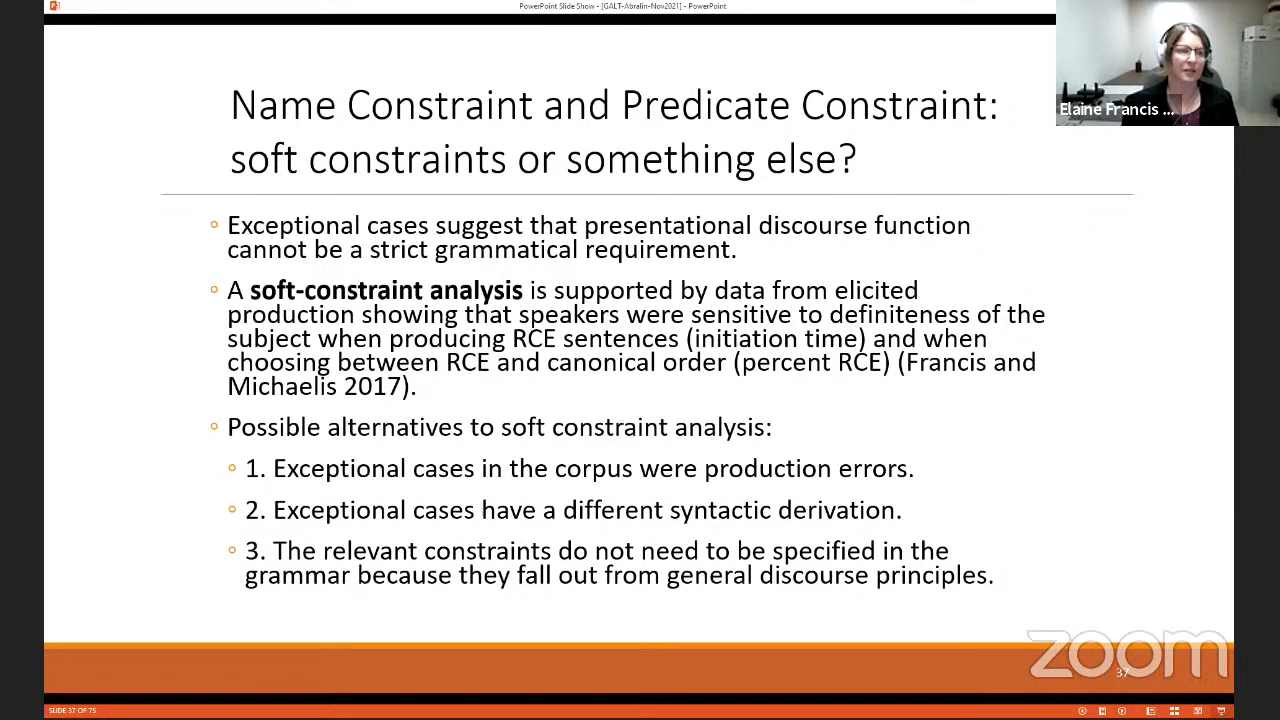 PowerPoint Slide Show - [GALT-Abralin-Nov2021] - PowerPoint
Elaine Francis ...
Name Constraint and Predicate Constraint:
soft constraints or something else?
Exceptional cases suggest that presentational discourse function
cannot be a strict grammatical requirement.
A soft-constraint analysis is supported by data from elicited
production showing that speakers were sensitive to definiteness of the
subject when producing RCE sentences (initiation time) and when
choosing between RCE and canonical order (percent RCE) (Francis and
Michaelis 2017).
Possible alternatives to soft constraint analysis:
1. Exceptional cases in the corpus were production errors.
2. Exceptional cases have a different syntactic derivation.
3. The relevant constraints do not need to be specified in the
grammar because they fall out from general discourse principles.
zoom
37
SLIDE 37 OF 75